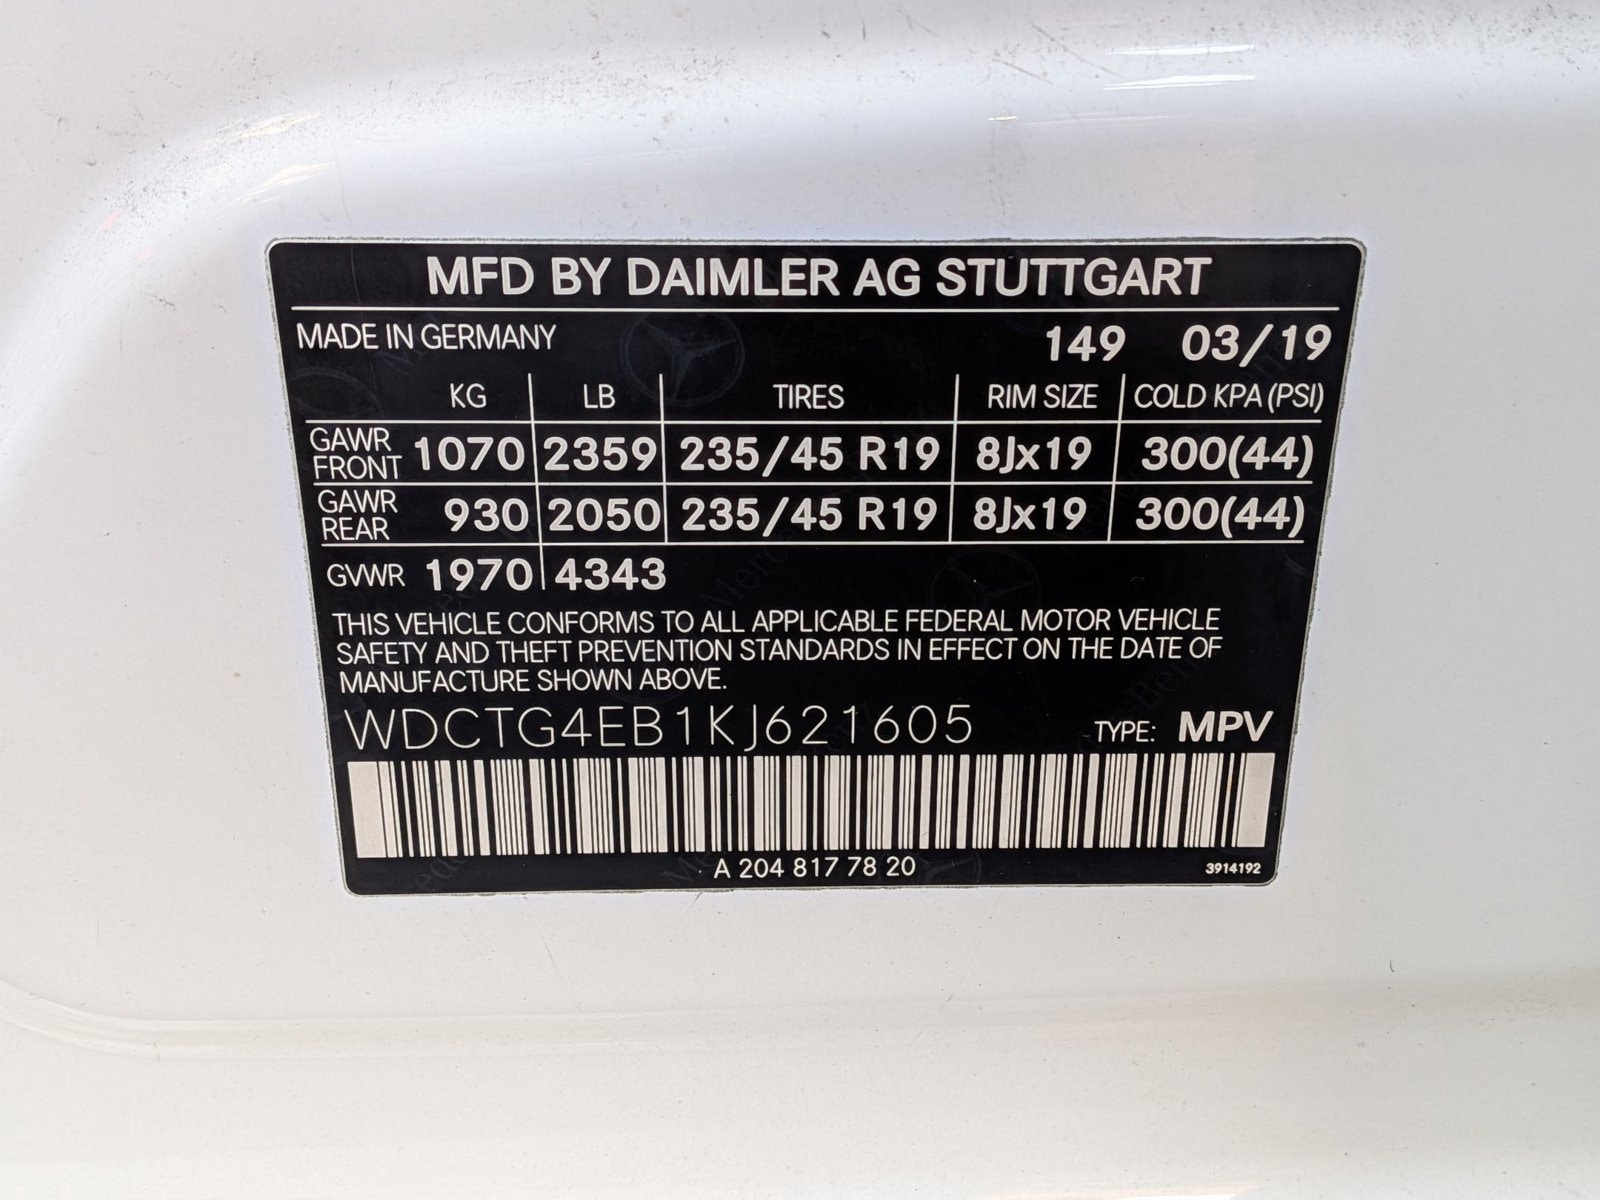 MFD BY DAIMLER AG STUTTGART
MADE IN GERMANY 149 03/19
KG LB TIRES RIM SIZE COLD KPA (PSI)
GAWR FRONT 1070 2359 235/45 R19 8Jx19 300(44)
GAWR REAR 930 2050 235/45 R19 8Jx19 300(44)
GVWR 1970 4343
THIS VEHICLE CONFORMS TO ALL APPLICABLE FEDERAL MOTOR VEHICLE
SAFETY AND THEFT PREVENTION STANDARDS IN EFFECT ON THE DATE OF
MANUFACTURE SHOWN ABOVE.
WDCTG4EB1KJ621605 TYPE: MPV
A 204 817 78 20 3914192